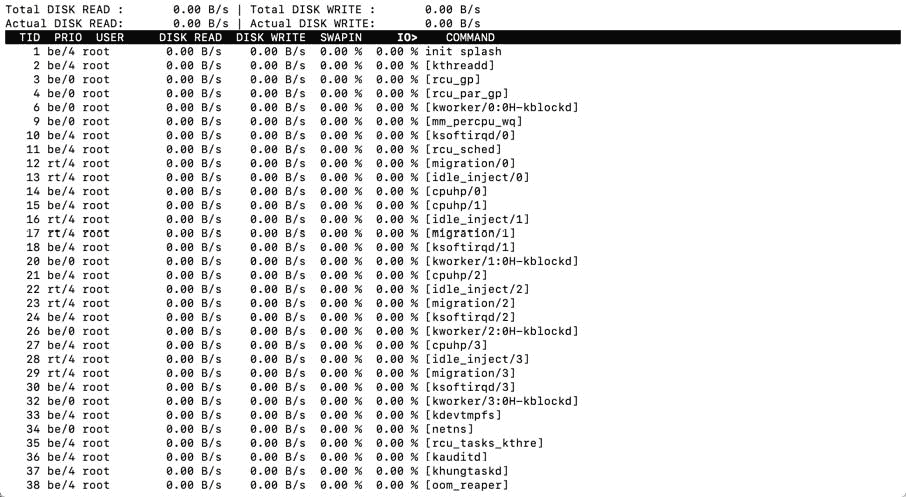 Total DISK READ :       0.00 B/s | Total DISK WRITE :       0.00 B/s
Actual DISK READ:       0.00 B/s | Actual DISK WRITE:       0.00 B/s
  TID  PRIO  USER     DISK READ  DISK WRITE  SWAPIN     IO>    COMMAND
    1 be/4 root        0.00 B/s    0.00 B/s  0.00 %  0.00 % init splash
    2 be/4 root        0.00 B/s    0.00 B/s  0.00 %  0.00 % [kthreadd]
    3 be/0 root        0.00 B/s    0.00 B/s  0.00 %  0.00 % [rcu_gp]
    4 be/0 root        0.00 B/s    0.00 B/s  0.00 %  0.00 % [rcu_par_gp]
    6 be/0 root        0.00 B/s    0.00 B/s  0.00 %  0.00 % [kworker/0:0H-kblockd]
    9 be/0 root        0.00 B/s    0.00 B/s  0.00 %  0.00 % [mm_percpu_wq]
   10 be/4 root        0.00 B/s    0.00 B/s  0.00 %  0.00 % [ksoftirqd/0]
   11 be/4 root        0.00 B/s    0.00 B/s  0.00 %  0.00 % [rcu_sched]
   12 rt/4 root        0.00 B/s    0.00 B/s  0.00 %  0.00 % [migration/0]
   13 rt/4 root        0.00 B/s    0.00 B/s  0.00 %  0.00 % [idle_inject/0]
   14 be/4 root        0.00 B/s    0.00 B/s  0.00 %  0.00 % [cpuhp/0]
   15 be/4 root        0.00 B/s    0.00 B/s  0.00 %  0.00 % [cpuhp/1]
   16 rt/4 root        0.00 B/s    0.00 B/s  0.00 %  0.00 % [idle_inject/1]
   17 rt/4 root        0.00 B/s    0.00 B/s  0.00 %  0.00 % [migration/1]
   18 be/4 root        0.00 B/s    0.00 B/s  0.00 %  0.00 % [ksoftirqd/1]
   20 be/0 root        0.00 B/s    0.00 B/s  0.00 %  0.00 % [kworker/1:0H-kblockd]
   21 be/4 root        0.00 B/s    0.00 B/s  0.00 %  0.00 % [cpuhp/2]
   22 rt/4 root        0.00 B/s    0.00 B/s  0.00 %  0.00 % [idle_inject/2]
   23 rt/4 root        0.00 B/s    0.00 B/s  0.00 %  0.00 % [migration/2]
   24 be/4 root        0.00 B/s    0.00 B/s  0.00 %  0.00 % [ksoftirqd/2]
   26 be/0 root        0.00 B/s    0.00 B/s  0.00 %  0.00 % [kworker/2:0H-kblockd]
   27 be/4 root        0.00 B/s    0.00 B/s  0.00 %  0.00 % [cpuhp/3]
   28 rt/4 root        0.00 B/s    0.00 B/s  0.00 %  0.00 % [idle_inject/3]
   29 rt/4 root        0.00 B/s    0.00 B/s  0.00 %  0.00 % [migration/3]
   30 be/4 root        0.00 B/s    0.00 B/s  0.00 %  0.00 % [ksoftirqd/3]
   32 be/0 root        0.00 B/s    0.00 B/s  0.00 %  0.00 % [kworker/3:0H-kblockd]
   33 be/4 root        0.00 B/s    0.00 B/s  0.00 %  0.00 % [kdevtmpfs]
   34 be/0 root        0.00 B/s    0.00 B/s  0.00 %  0.00 % [netns]
   35 be/4 root        0.00 B/s    0.00 B/s  0.00 %  0.00 % [rcu_tasks_kthre]
   36 be/4 root        0.00 B/s    0.00 B/s  0.00 %  0.00 % [kauditd]
   37 be/4 root        0.00 B/s    0.00 B/s  0.00 %  0.00 % [khungtaskd]
   38 be/4 root        0.00 B/s    0.00 B/s  0.00 %  0.00 % [oom_reaper]